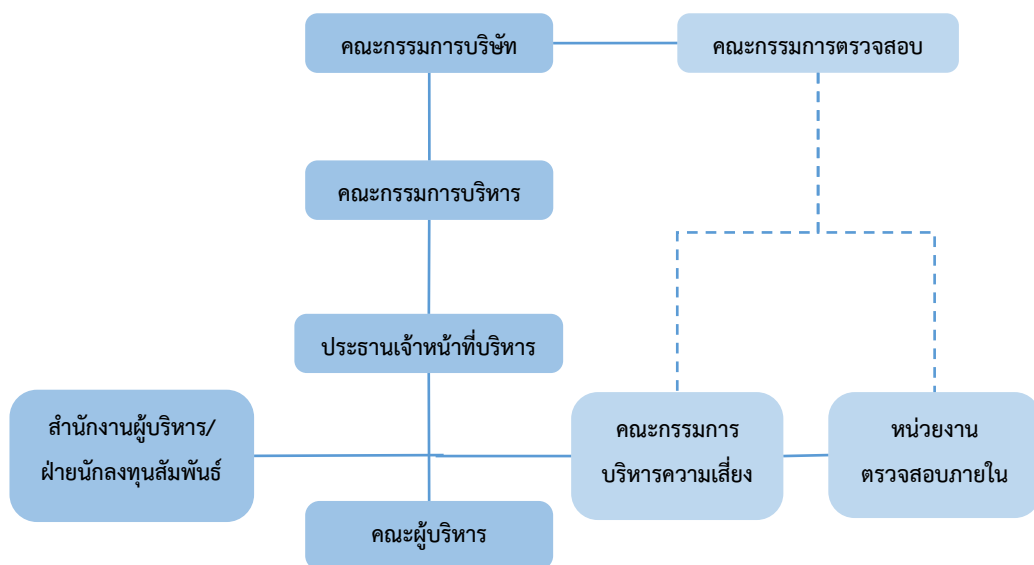 คณะกรรมการบริษัท
คณะกรรมการตรวจสอบ
คณะกรรมการบริหาร
ประธานเจ้าหน้าที่บริหาร
สำนักงานผู้บริหาร/
ฝ่ายนักลงทุนสัมพันธ์
คณะกรรมการ
บริหารความเสี่ยง
หน่วยงาน
ตรวจสอบภายใน
คณะผู้บริหาร